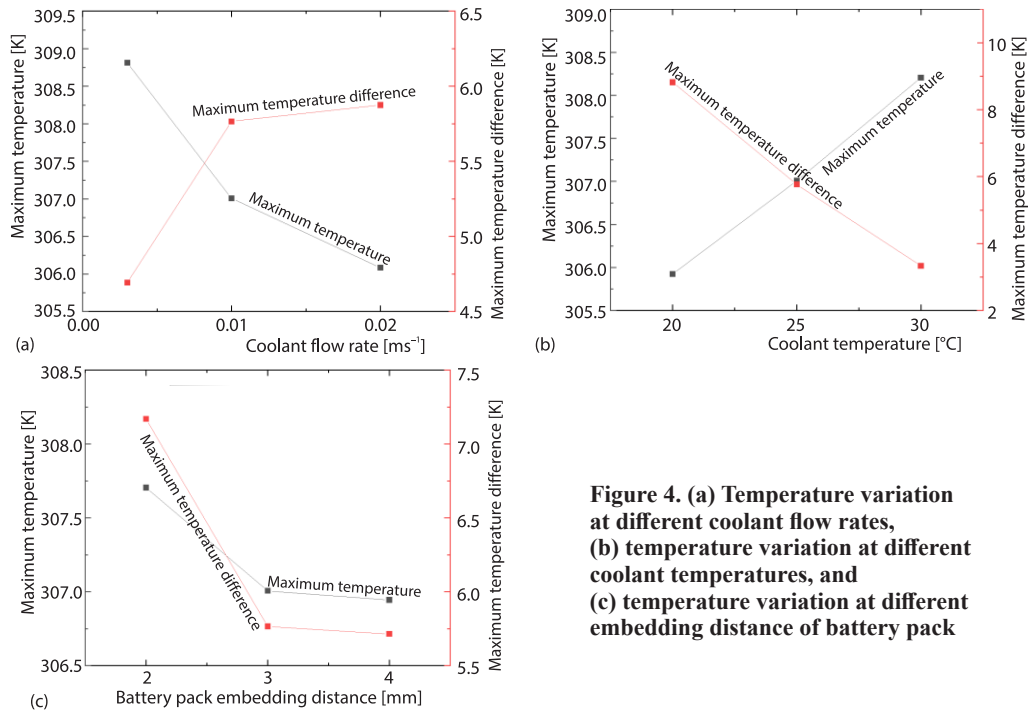 Maximum temperature [K]
309.5
309.0
308.5
308.0
307.5
307.0
306.5
306.0
305.5
0.00
0.01
0.02
6.5
6.0
5.5
5.0
4.5
Maximum temperature difference [K]
Maximum temperature difference
Maximum temperature
(a)
Coolant flow rate [ms⁻¹]
Maximum temperature [K]
309.0
308.5
308.0
307.5
307.0
306.5
306.0
305.5
20
25
30
10
8
6
4
2
Maximum temperature difference [K]
Maximum temperature difference
Maximum temperature
(b)
Coolant temperature [°C]
Maximum temperature [K]
308.5
308.0
307.5
307.0
306.5
2
3
4
7.5
7.0
6.5
6.0
5.5
Maximum temperature difference [K]
Maximum temperature difference
Maximum temperature
(c)
Battery pack embedding distance [mm]
Figure 4. (a) Temperature variation
at different coolant flow rates,
(b) temperature variation at different
coolant temperatures, and
(c) temperature variation at different
embedding distance of battery pack